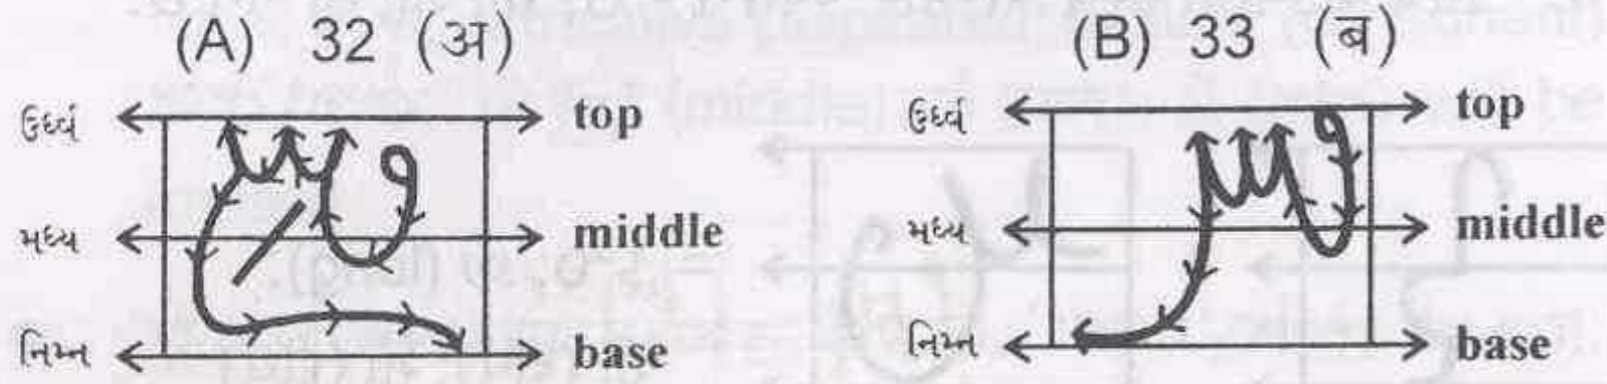 (A) 32 (अ) (B) 33 (ब)
ઉર્ધ્વ top ઉર્ધ્વ top
મધ્ય middle મધ્ય middle
નિમ્ન base નિમ્ન base